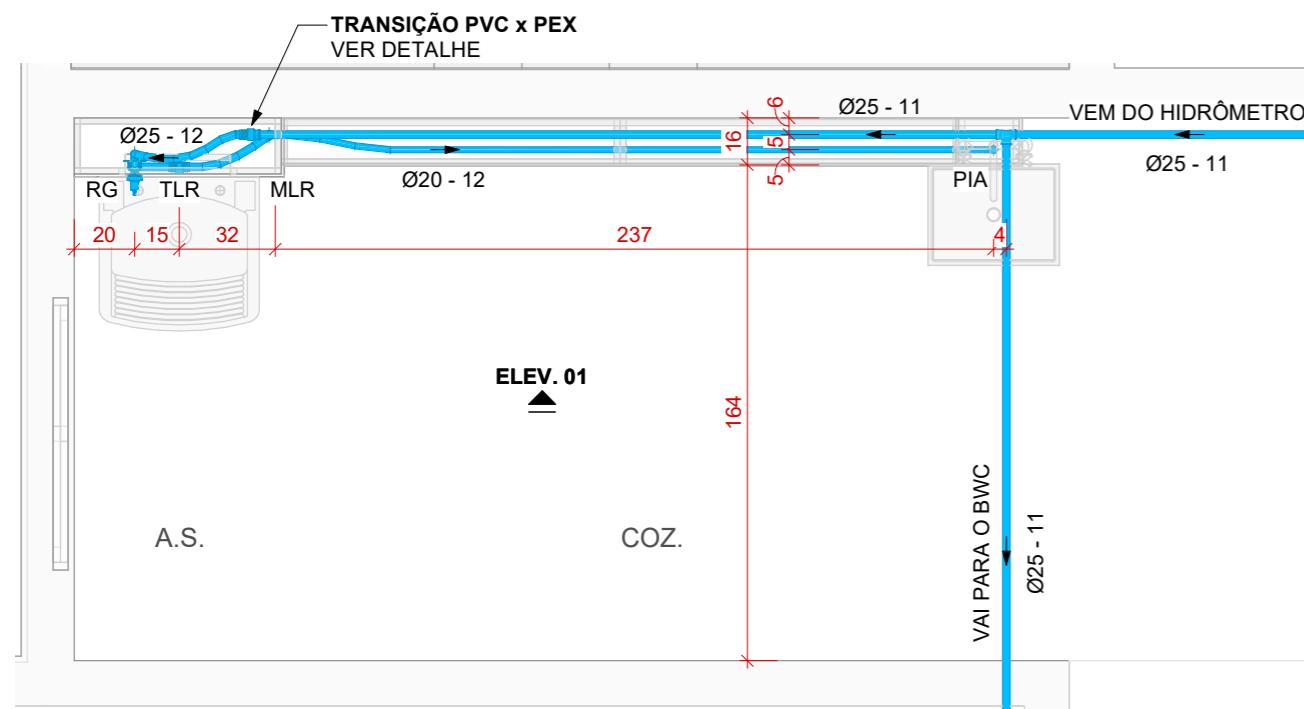 TRANSIÇÃO PVC x PEX
VER DETALHE
Ø25 - 12
Ø25 - 11
VEM DO HIDRÔMETRO
Ø25 - 11
6
16
5
5
Ø20 - 12
RG
TLR
MLR
PIA
20
15
32
237
4
ELEV. 01
164
A.S.
COZ.
VAI PARA O BWC
Ø25 - 11